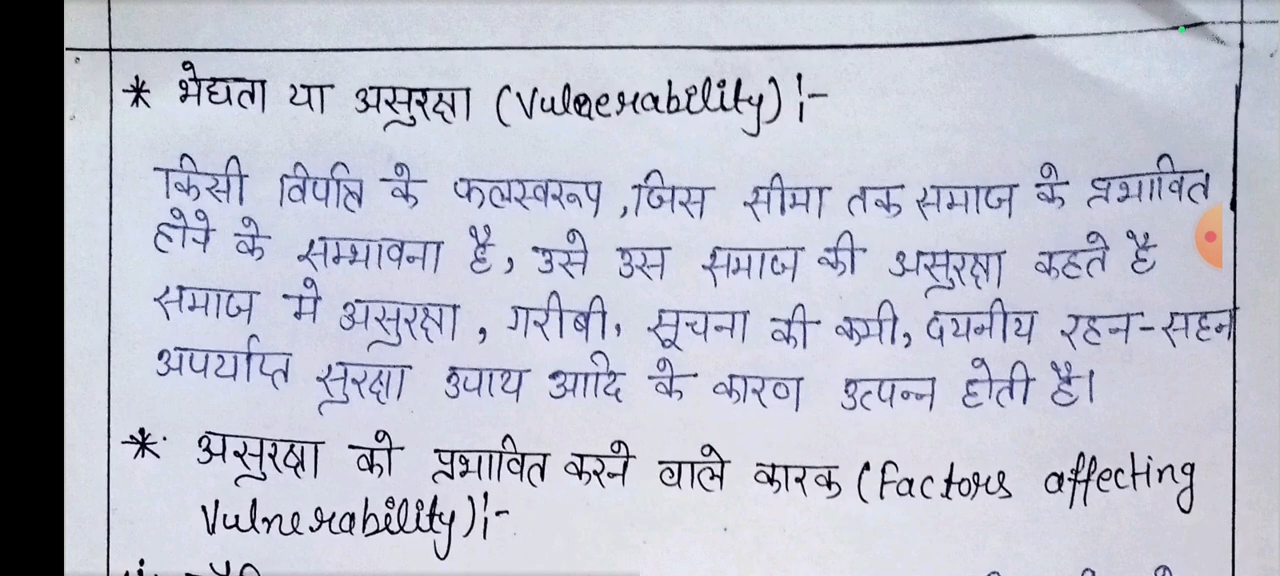 * भेद्यता या असुरक्षा (Vulnerability) :-
किसी विपत्ति के फलस्वरूप , जिस सीमा तक समाज के प्रभावित
होने के सम्भावना है, उसे उस समाज की असुरक्षा कहते है
समाज मे असुरक्षा , गरीबी, सूचना की कमी, दयनीय रहन-सहन
अपर्याप्त सुरक्षा उपाय आदि के कारण उत्पन्न होती है।
* असुरक्षा को प्रभावित करने वाले कारक (Factors affecting
Vulnerability) :-